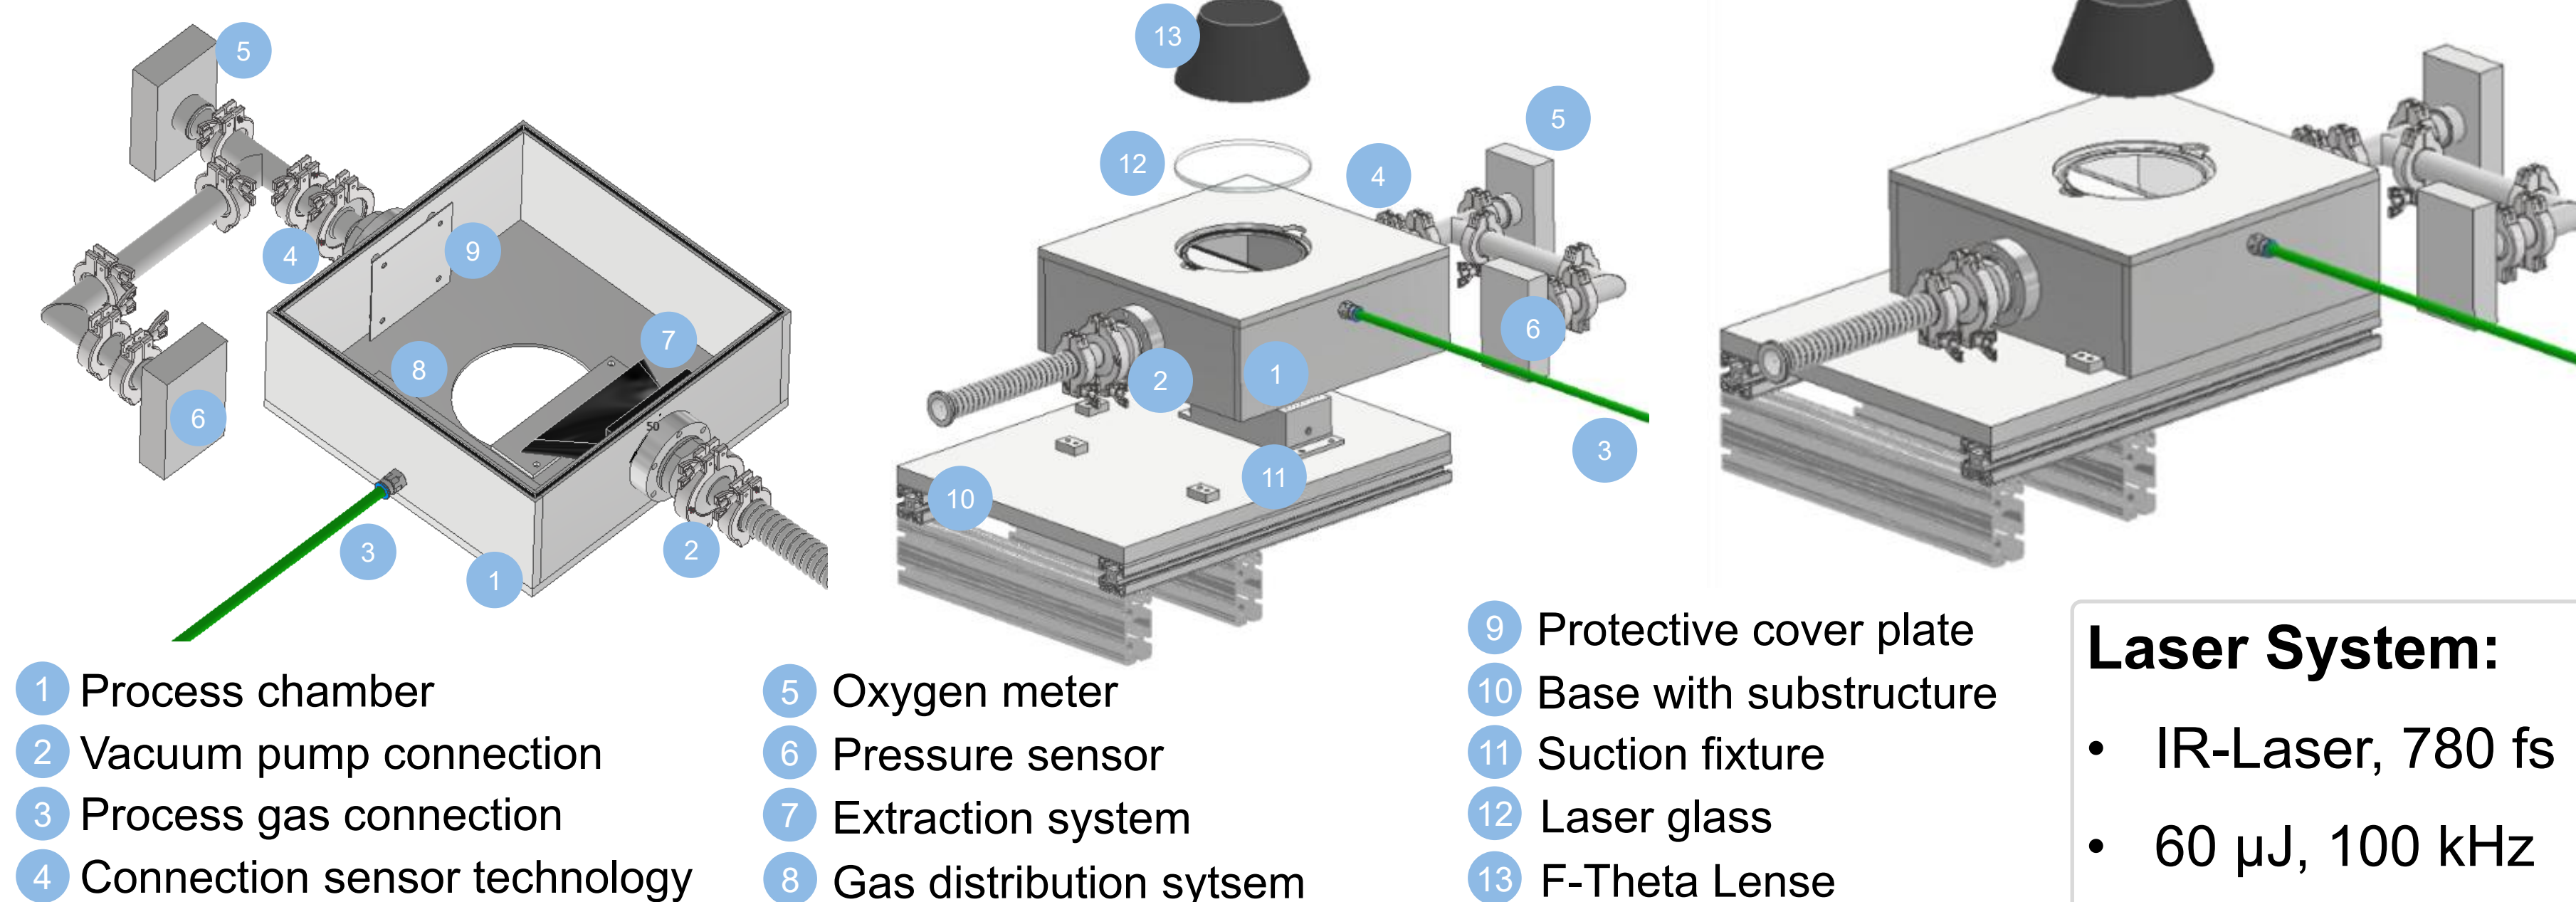 5
4
9
7
8
6
3
2
1
50
13
12
4
5
6
2
1
3
11
10
1 Process chamber
2 Vacuum pump connection
3 Process gas connection
4 Connection sensor technology
5 Oxygen meter
6 Pressure sensor
7 Extraction system
8 Gas distribution sytsem
9 Protective cover plate
10 Base with substructure
11 Suction fixture
12 Laser glass
13 F-Theta Lense
Laser System:
• IR-Laser, 780 fs
• 60 µJ, 100 kHz